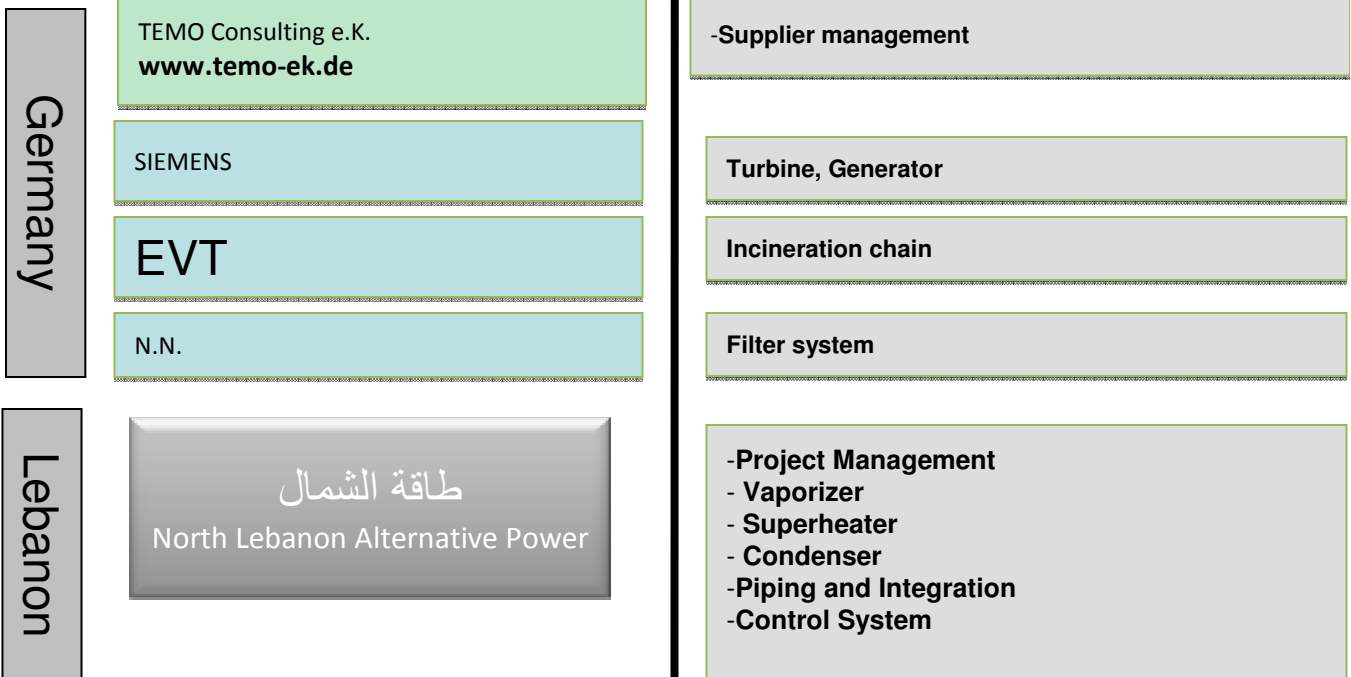 Germany
TEMO Consulting e.K.
www.temo-ek.de
-Supplier management
SIEMENS
Turbine, Generator
EVT
Incineration chain
N.N.
Filter system
Lebanon
طاقة الشمال
North Lebanon Alternative Power
-Project Management
- Vaporizer
- Superheater
- Condenser
-Piping and Integration
-Control System